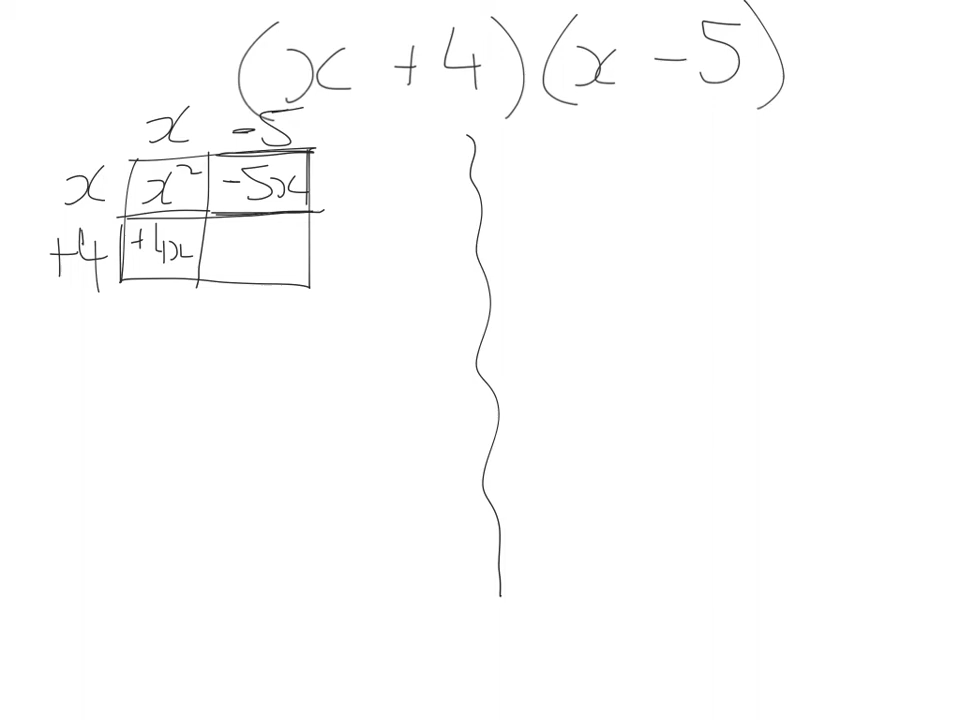 (x + 4)(x - 5)
x -5
x x² -5x
+4 +4x